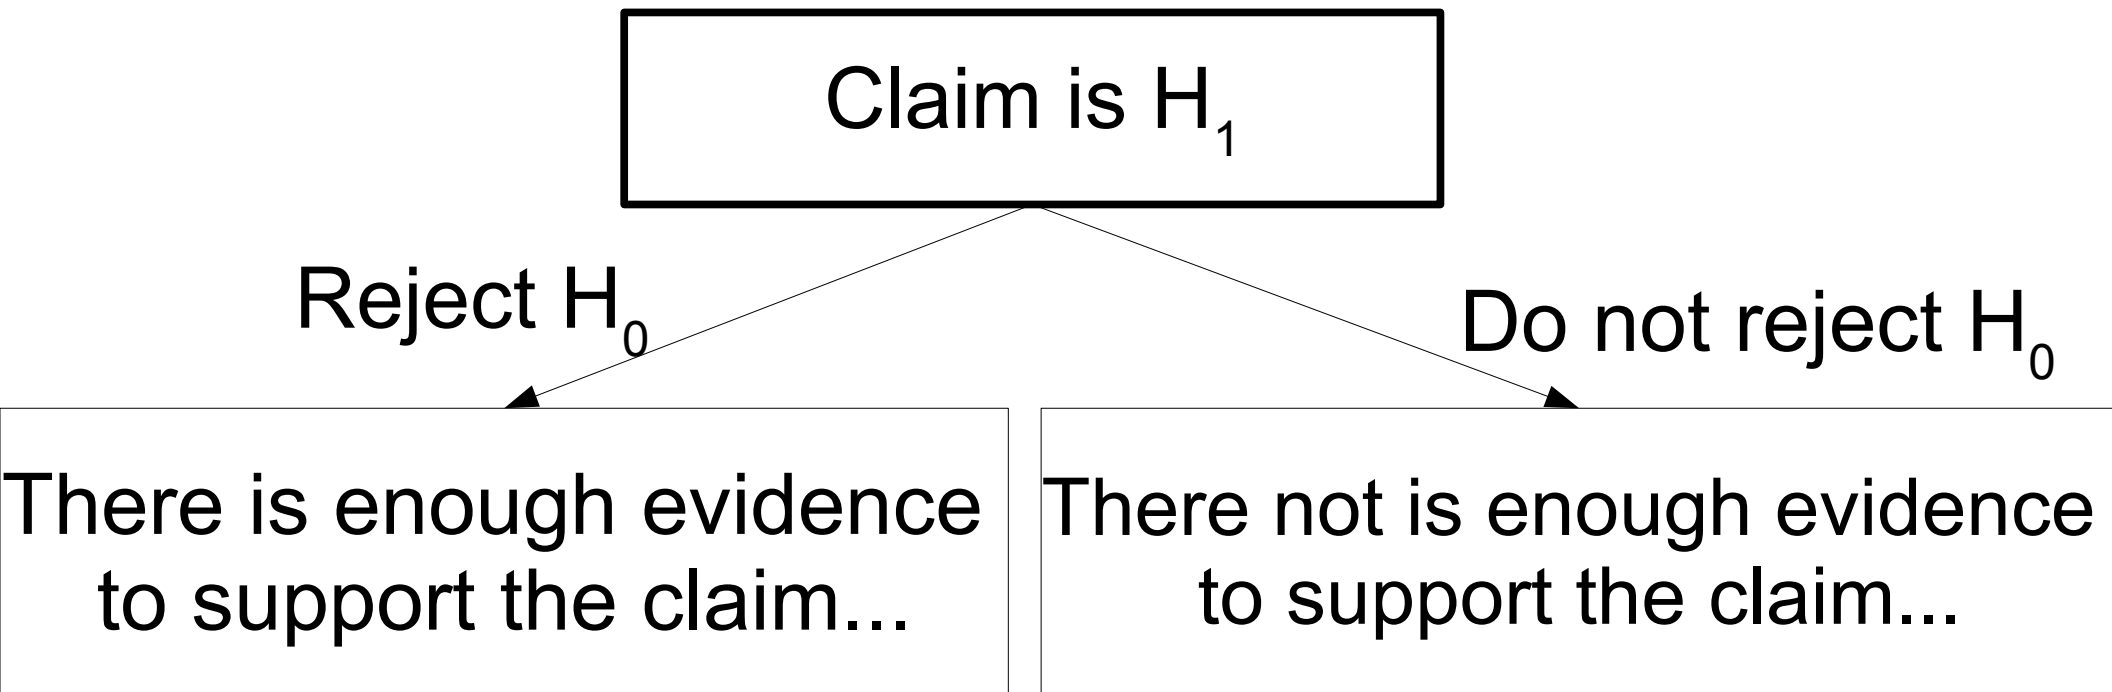 Claim is H₁
Reject H₀
Do not reject H₀
There is enough evidence
to support the claim...
There not is enough evidence
to support the claim...